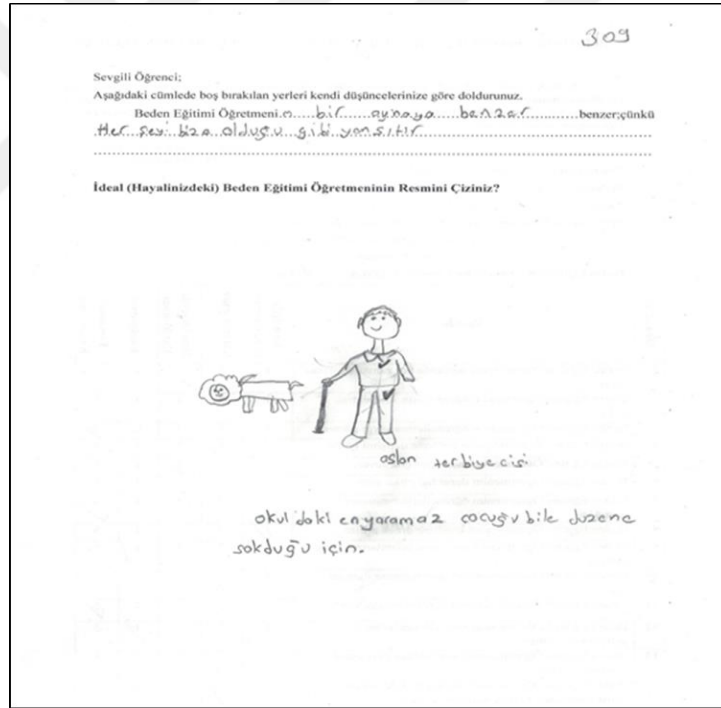 309
Sevgili Öğrenci;
Aşağıdaki cümlede boş bırakılan yerleri kendi düşüncelerinize göre doldurunuz.
Beden Eğitimi Öğretmeni.n.....bir.....aynaya.....benzer............benzer;çünkü
Her şeyi bize olduğu gibi yansıtır
İdeal (Hayalinizdeki) Beden Eğitimi Öğretmeninin Resmini Çiziniz?
aslan terbiyecisi
okuldaki en yaramaz çocuğu bile düzene
sokduğu için.